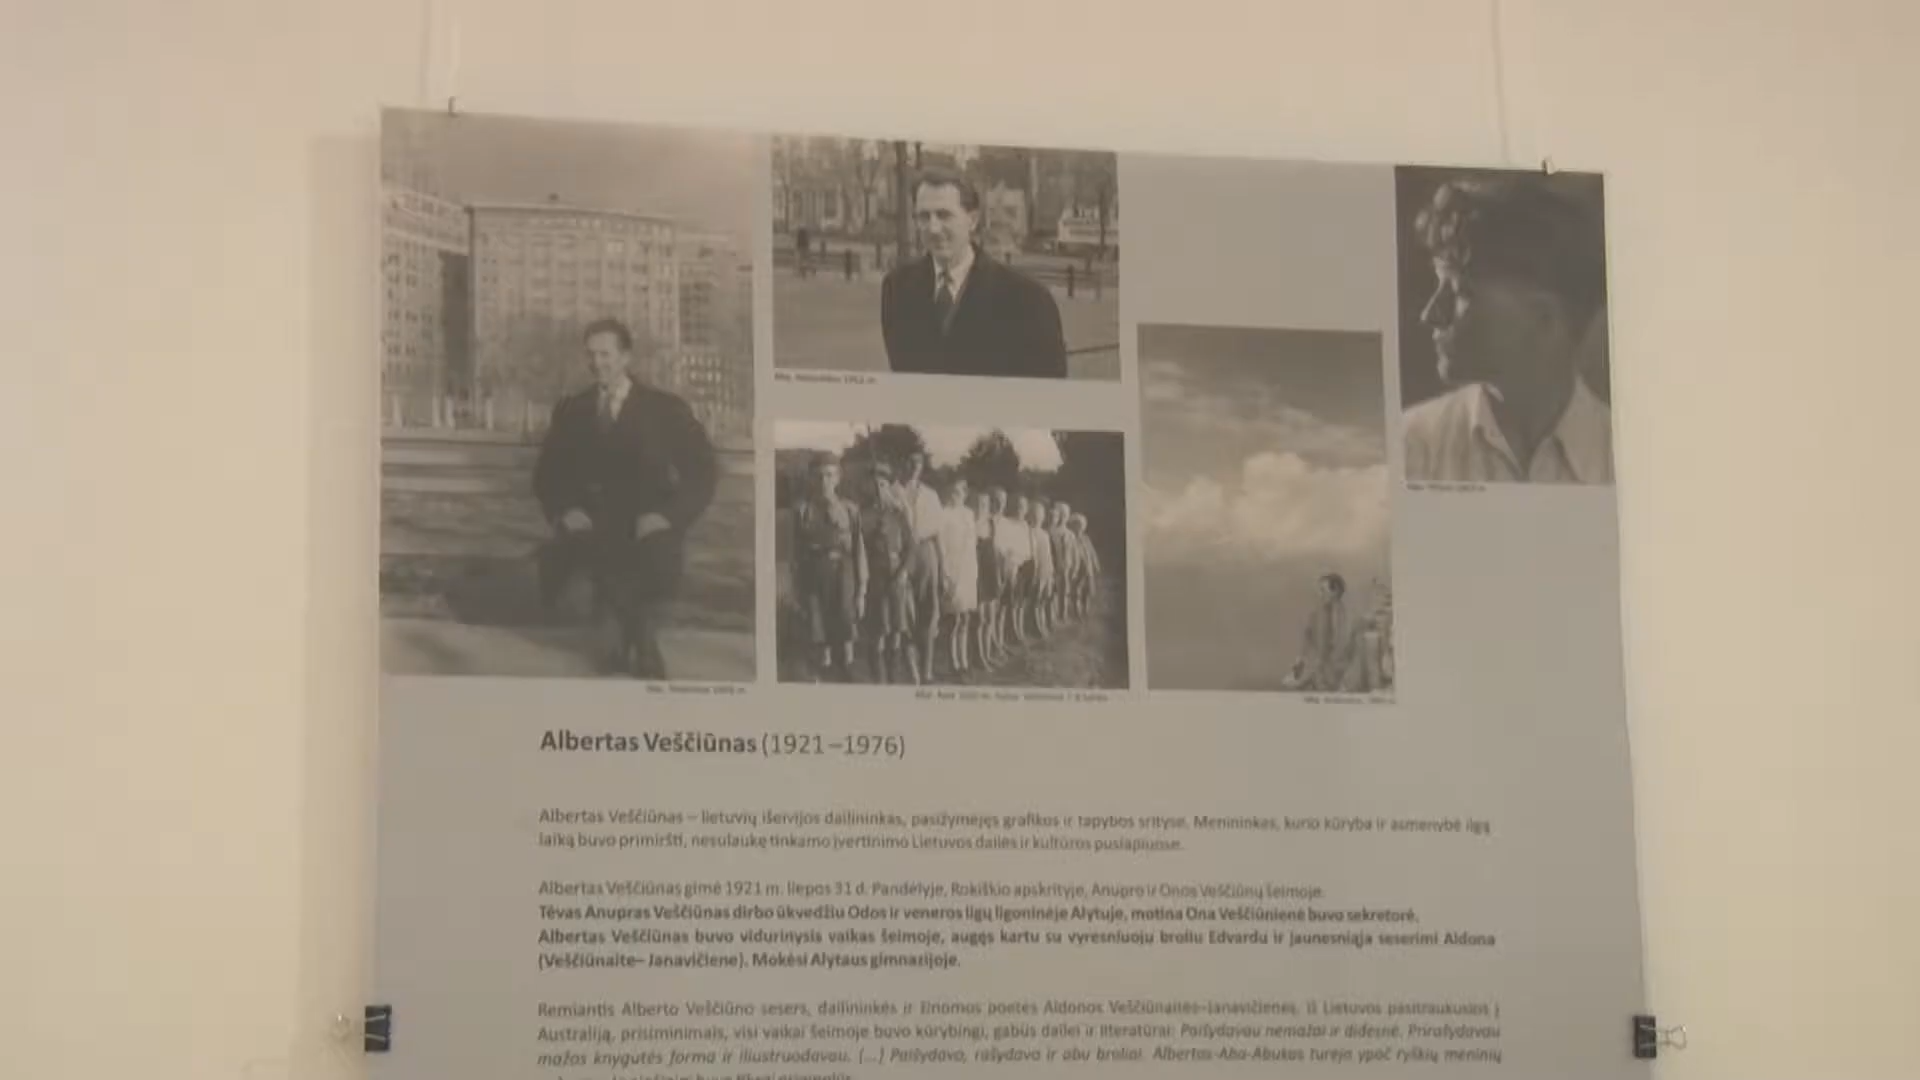 Albertas Veščiūnas (1921–1976)
Albertas Veščiūnas – lietuvių išeivijos dailininkas, pasižymėjęs grafikos ir tapybos srityse. Menininkas, kurio kūryba ir asmenybė ilgą
laiką buvo primiršti, nesulaukę tinkamo įvertinimo Lietuvos dailės ir kultūros puslapiuose.
Albertas Veščiūnas gimė 1921 m. liepos 31 d. Pandėlyje, Rokiškio apskrityje, Anupro ir Onos Veščiūnų šeimoje.
Tėvas Anupras Veščiūnas dirbo ūkvedžiu Odos ir veneros ligų ligoninėje Alytuje, motina Ona Veščiūnienė buvo sekretorė.
Albertas Veščiūnas buvo vidurinysis vaikas šeimoje, augęs kartu su vyresniuoju broliu Edvardu ir jaunesniąja seserimi Aldona
(Veščiūnaite– Janavičiene). Mokėsi Alytaus gimnazijoje.
Remiantis Alberto Veščiūno sesers, dailininkės ir žinomos poetės Aldonos Veščiūnaitės–Janavičienės, iš Lietuvos pasitraukusios į
Australiją, prisiminimais, visi vaikai šeimoje buvo kūrybingi, gabūs dailei ir literatūrai: Paišydavau nemažai ir didesnė. Prirašydavau
mažas knygutės forma ir iliustruodavau. (...) Paišydavo, rašydavo ir abu broliai. Albertas-Aba-Abukas turėjo ypač ryškių meninių